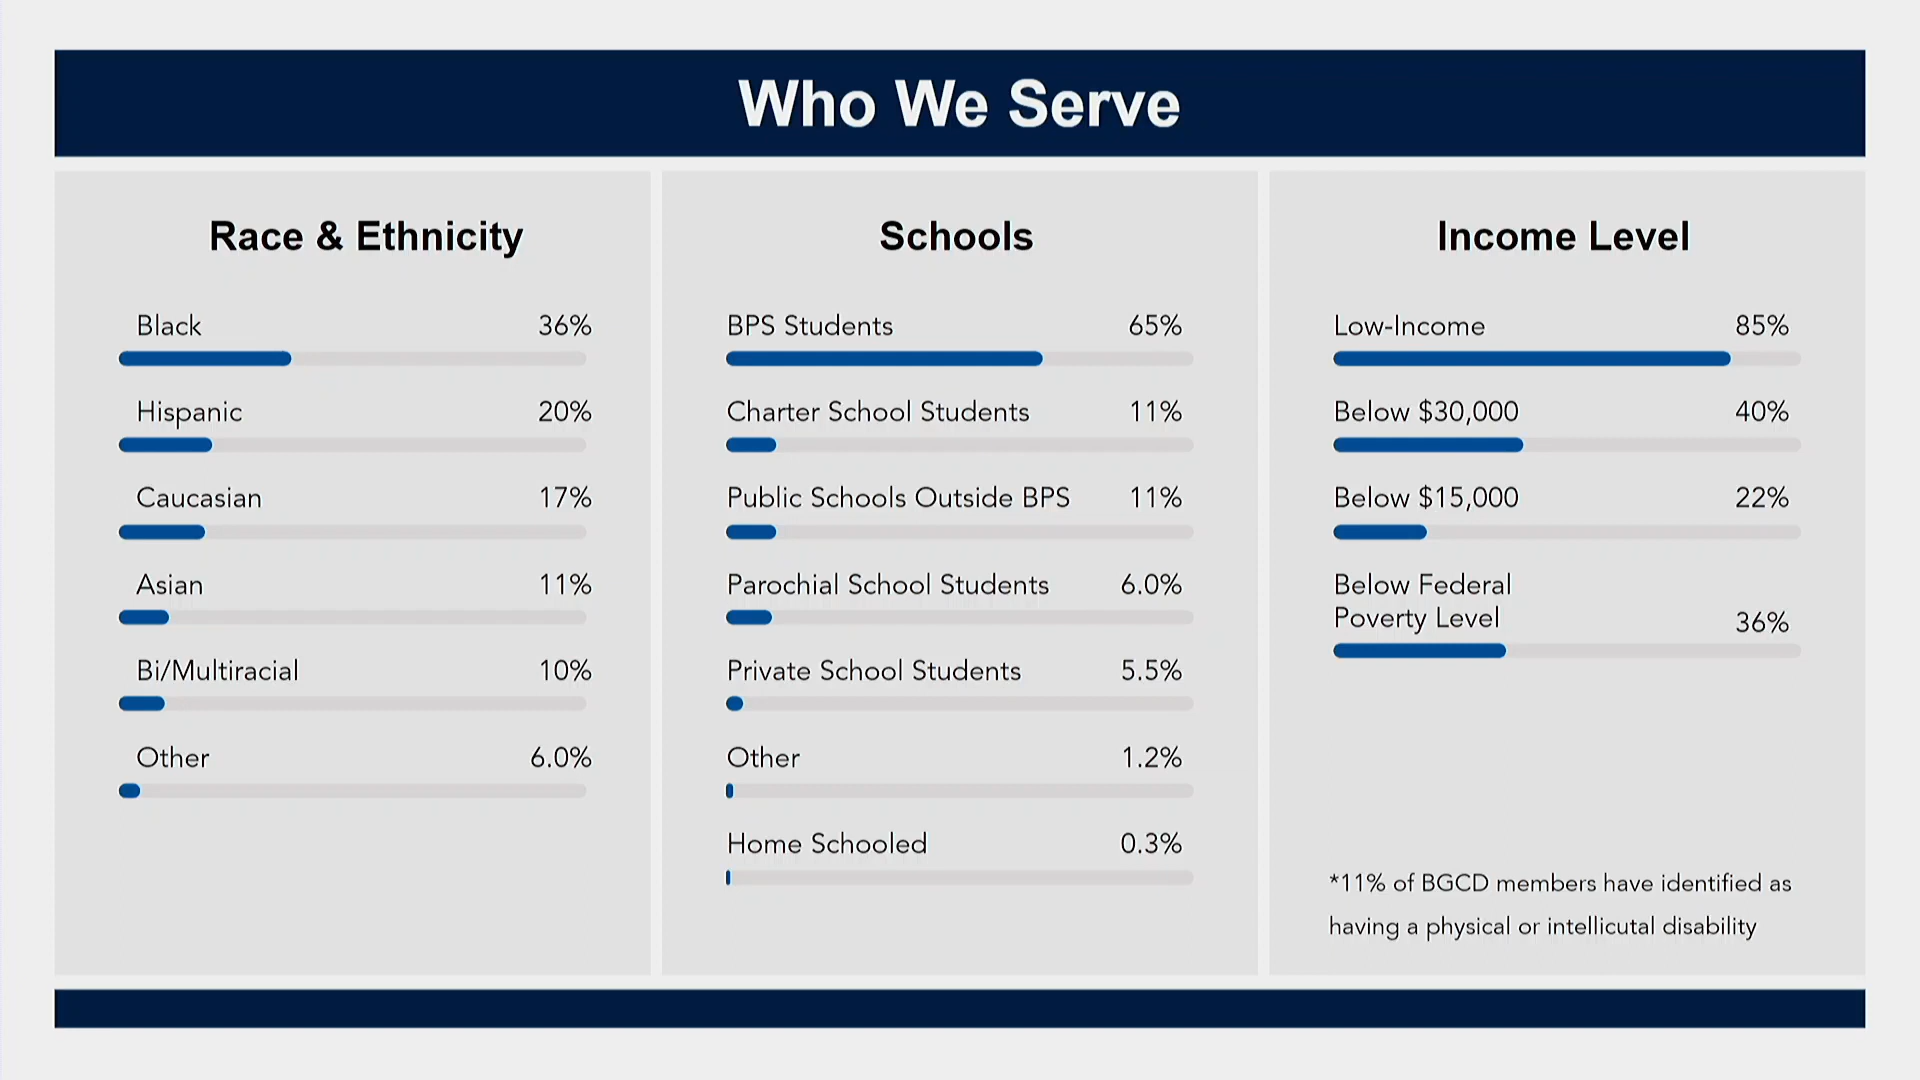 Who We Serve
Race & Ethnicity
Black 36%
Hispanic 20%
Caucasian 17%
Asian 11%
Bi/Multiracial 10%
Other 6.0%
Schools
BPS Students 65%
Charter School Students 11%
Public Schools Outside BPS 11%
Parochial School Students 6.0%
Private School Students 5.5%
Other 1.2%
Home Schooled 0.3%
Income Level
Low-Income 85%
Below $30,000 40%
Below $15,000 22%
Below Federal
Poverty Level 36%
*11% of BGCD members have identified as
having a physical or intellicutal disability